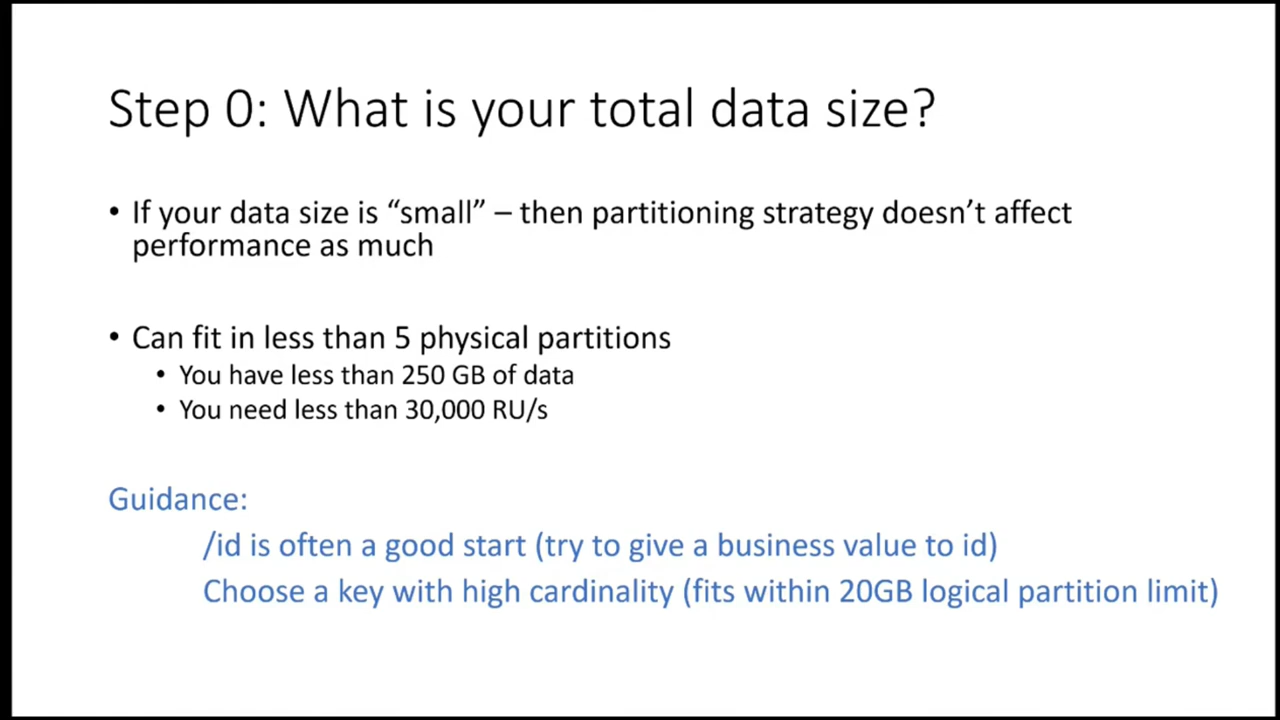 Step 0: What is your total data size?
• If your data size is “small” – then partitioning strategy doesn’t affect
performance as much
• Can fit in less than 5 physical partitions
• You have less than 250 GB of data
• You need less than 30,000 RU/s
Guidance:
/id is often a good start (try to give a business value to id)
Choose a key with high cardinality (fits within 20GB logical partition limit)